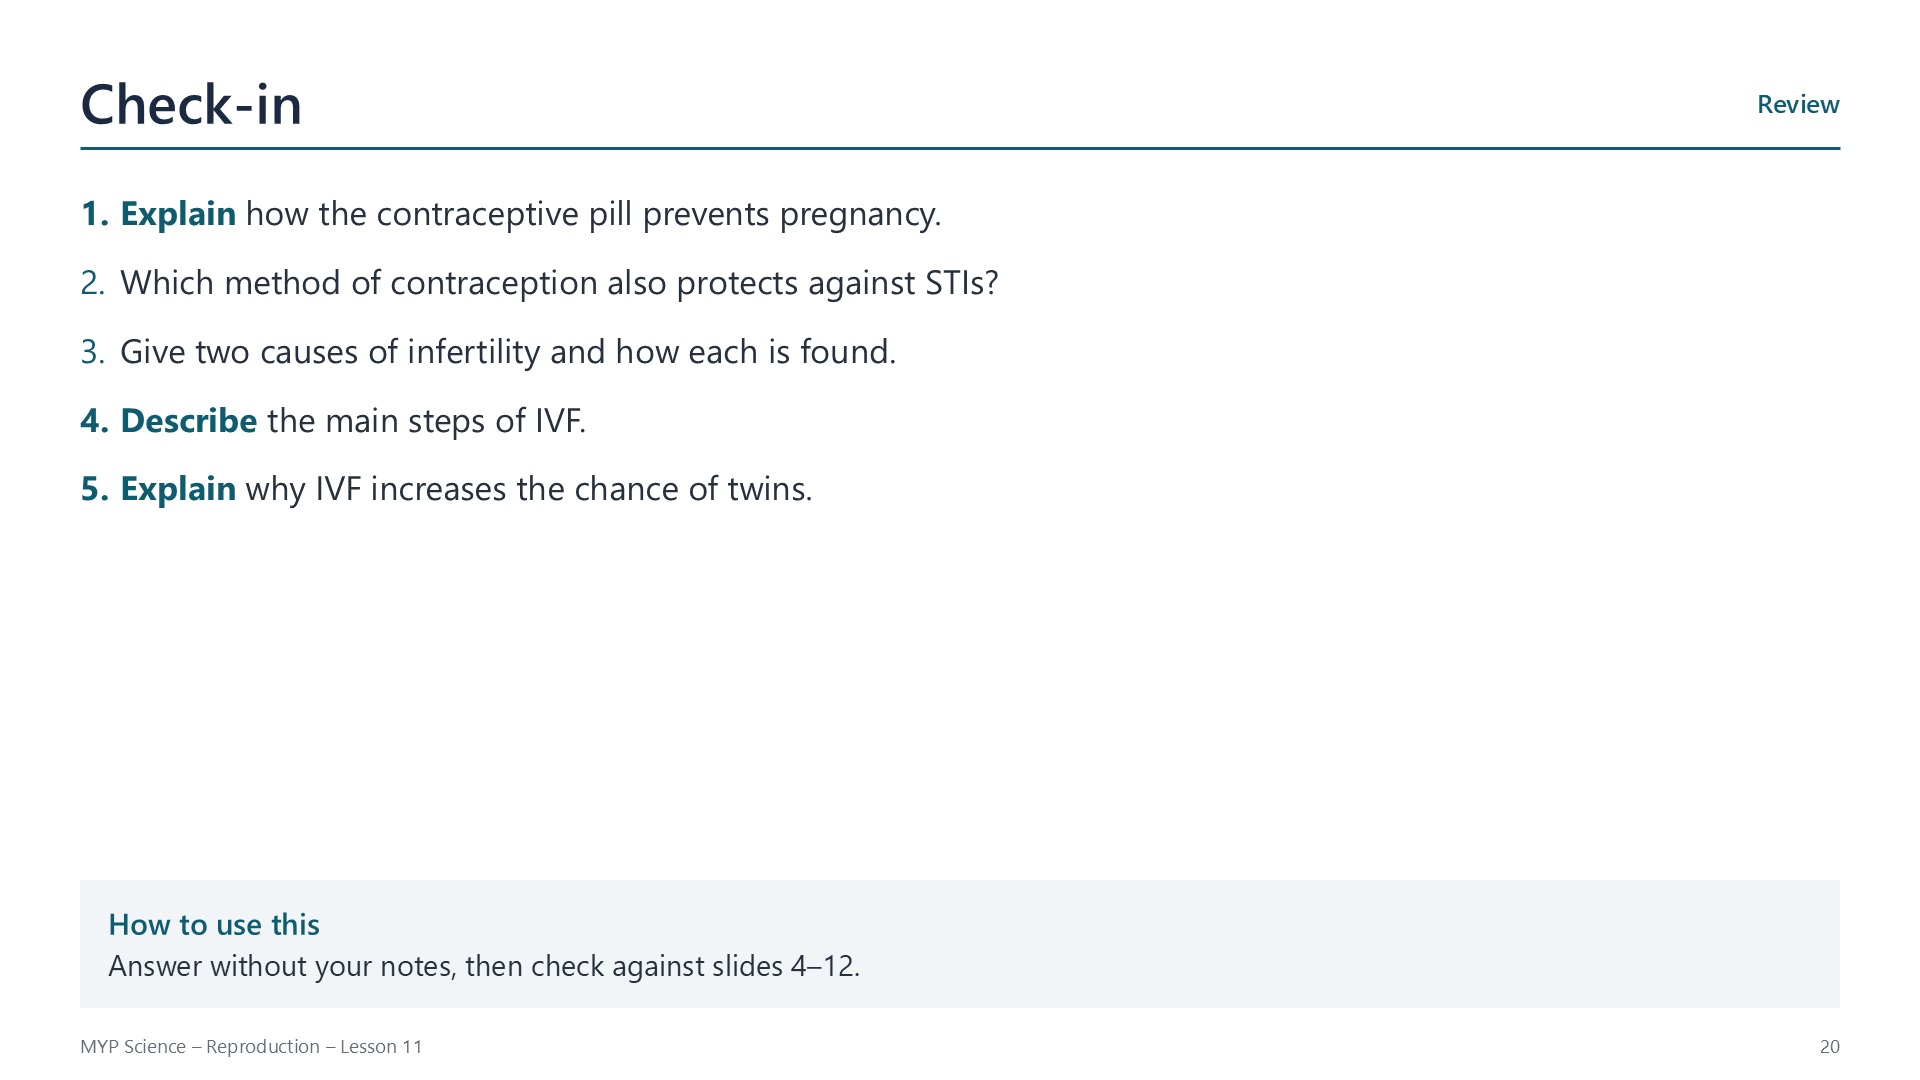 Check-in
Review
1. Explain how the contraceptive pill prevents pregnancy.
2. Which method of contraception also protects against STIs?
3. Give two causes of infertility and how each is found.
4. Describe the main steps of IVF.
5. Explain why IVF increases the chance of twins.
How to use this
Answer without your notes, then check against slides 4–12.
MYP Science – Reproduction – Lesson 11
20